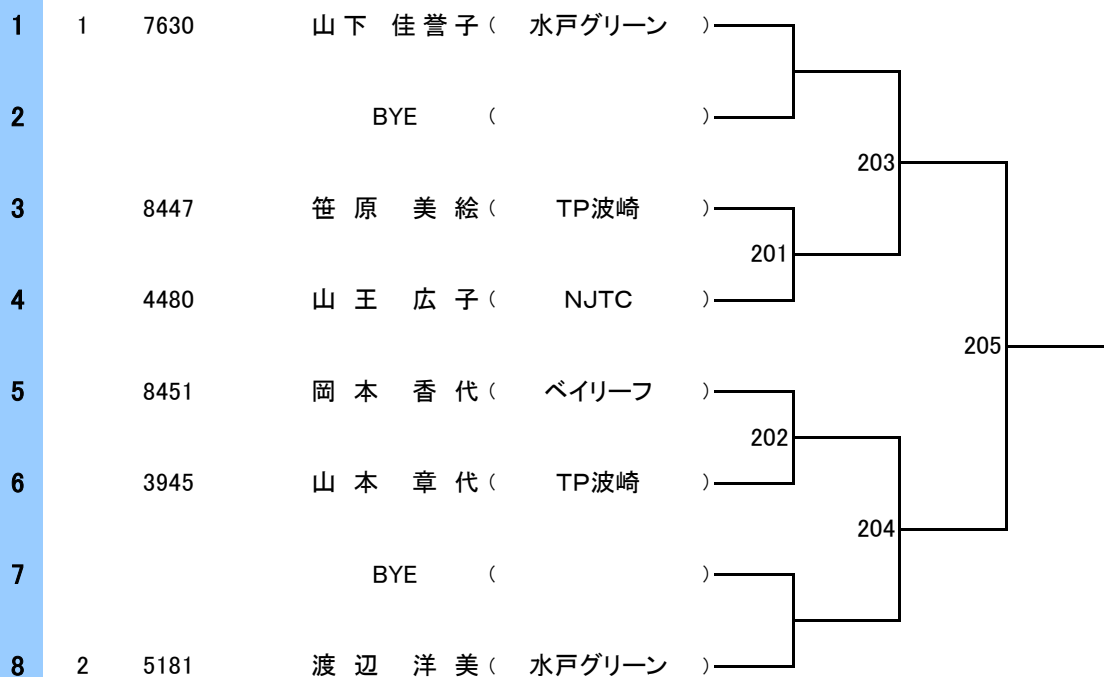 1 1 7630 山下 佳誉子 ( 水戸グリーン )
2 BYE ( )
203
3 8447 笹原 美絵 ( TP波崎 )
201
4 4480 山王 広子 ( NJTC )
205
5 8451 岡本 香代 ( ベイリーフ )
202
6 3945 山本 章代 ( TP波崎 )
204
7 BYE ( )
8 2 5181 渡辺 洋美 ( 水戸グリーン )